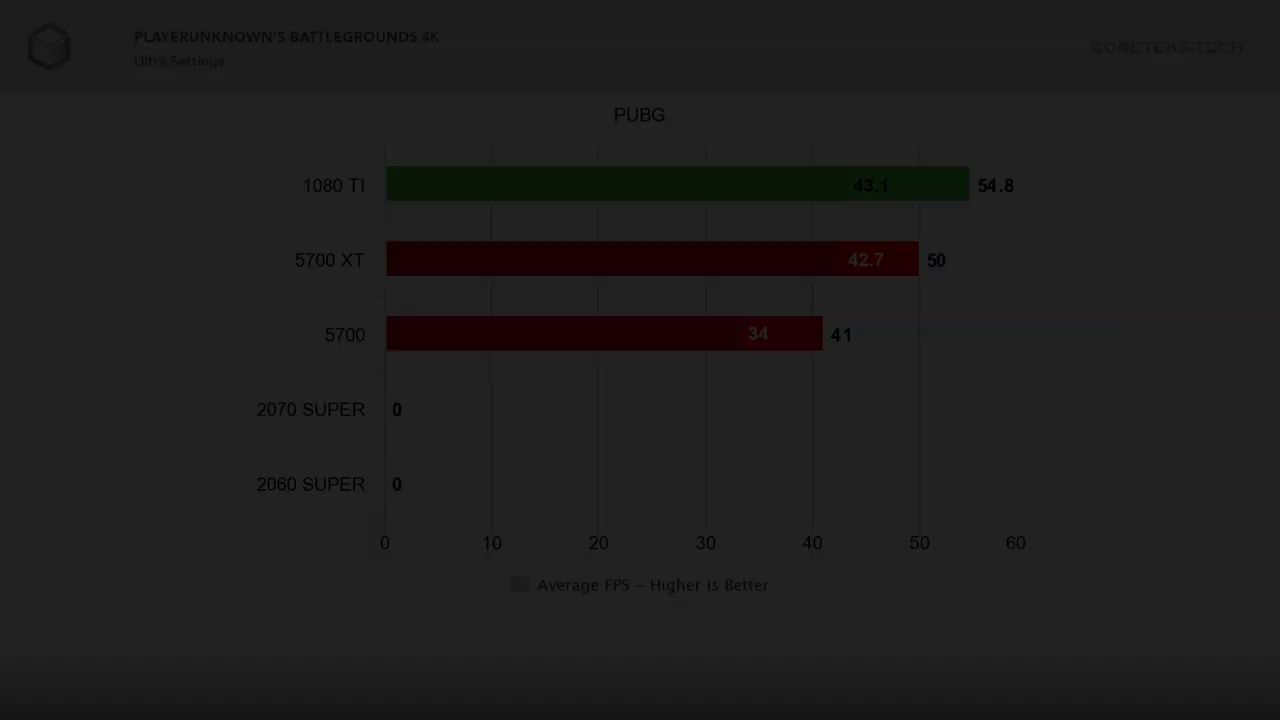 PLAYERUNKNOWN'S BATTLEGROUNDS 4K
Ultra Settings
CORETEKS.TECH
PUBG
1080 TI 43.1 54.8
5700 XT 42.7 50
5700 34 41
2070 SUPER 0
2060 SUPER 0
0 10 20 30 40 50 60
Average FPS – Higher is Better